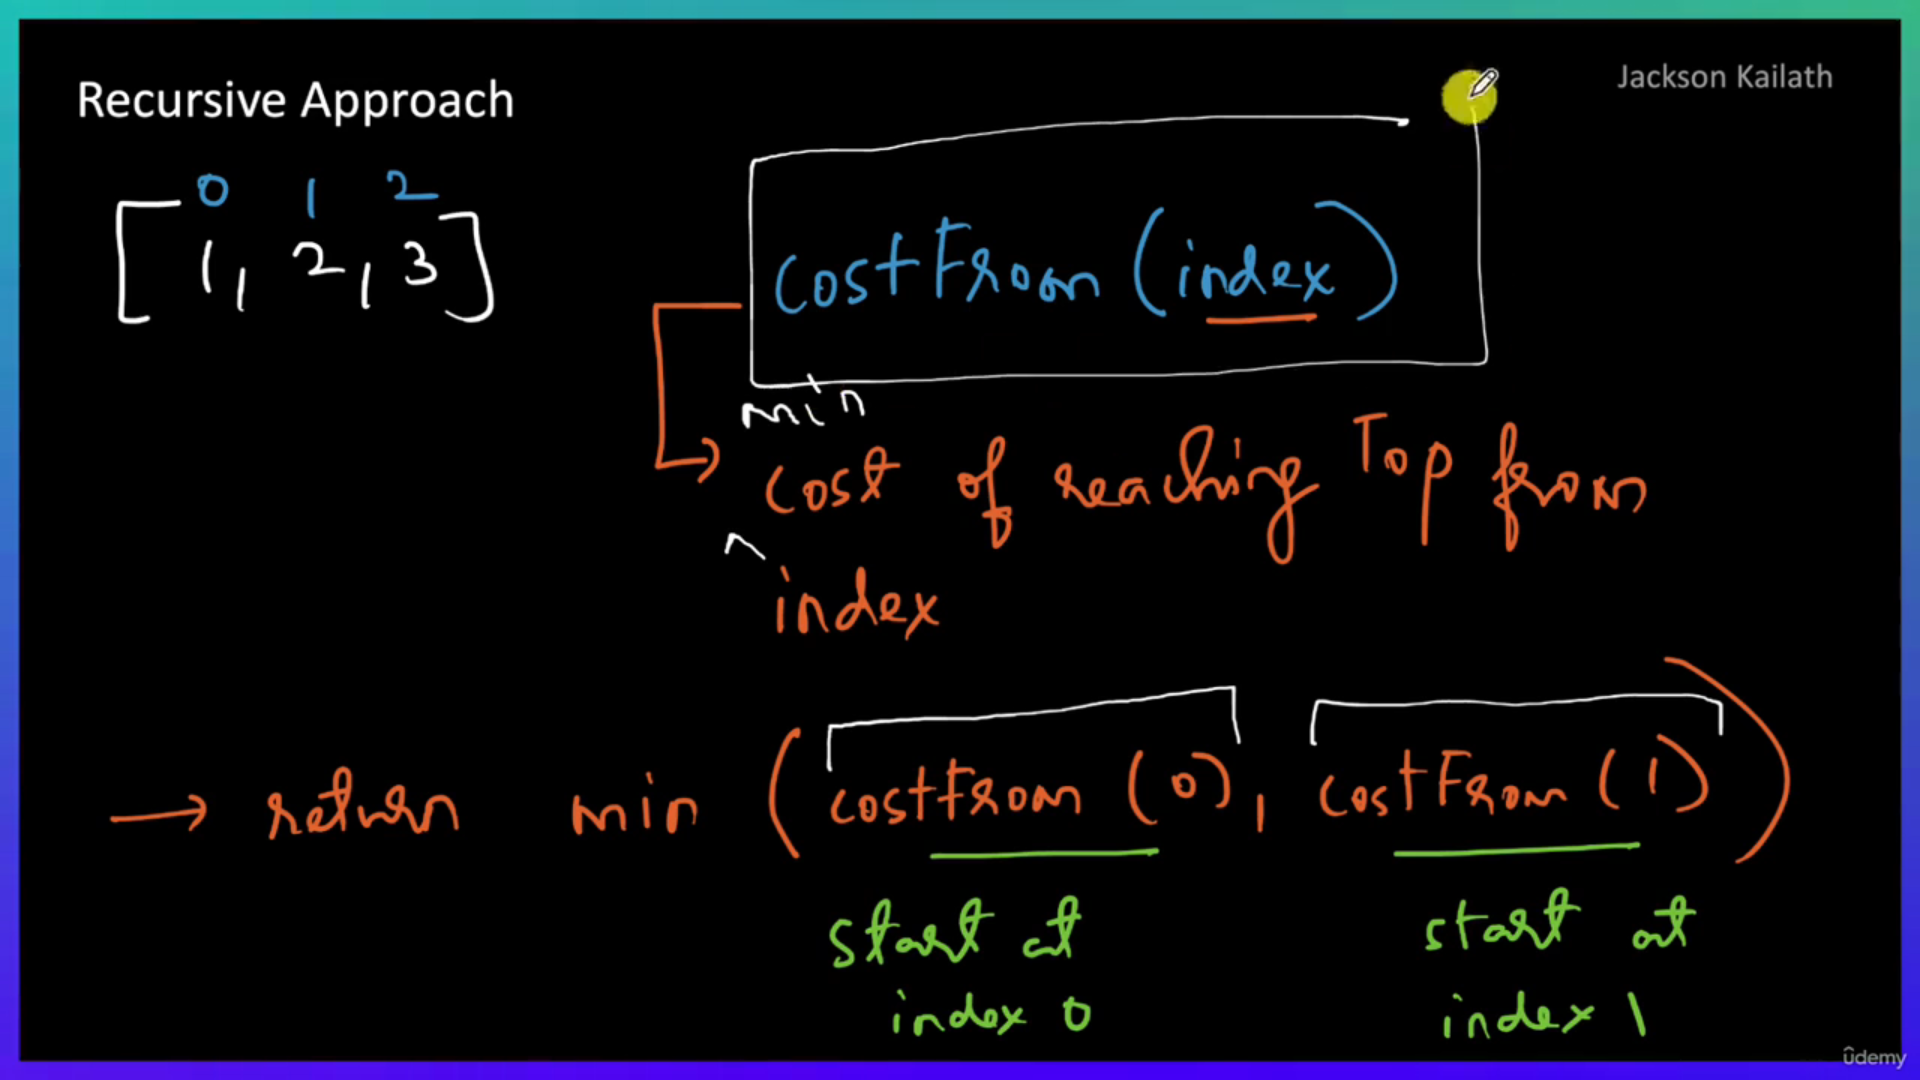 Recursive Approach
Jackson Kailath
0 1 2
[1, 2, 3]
costFrom (index)
min
cost of reaching Top from
^
index
→ return min (costFrom (0), costFrom (1))
start at
index 0
start at
index 1
ûdemy